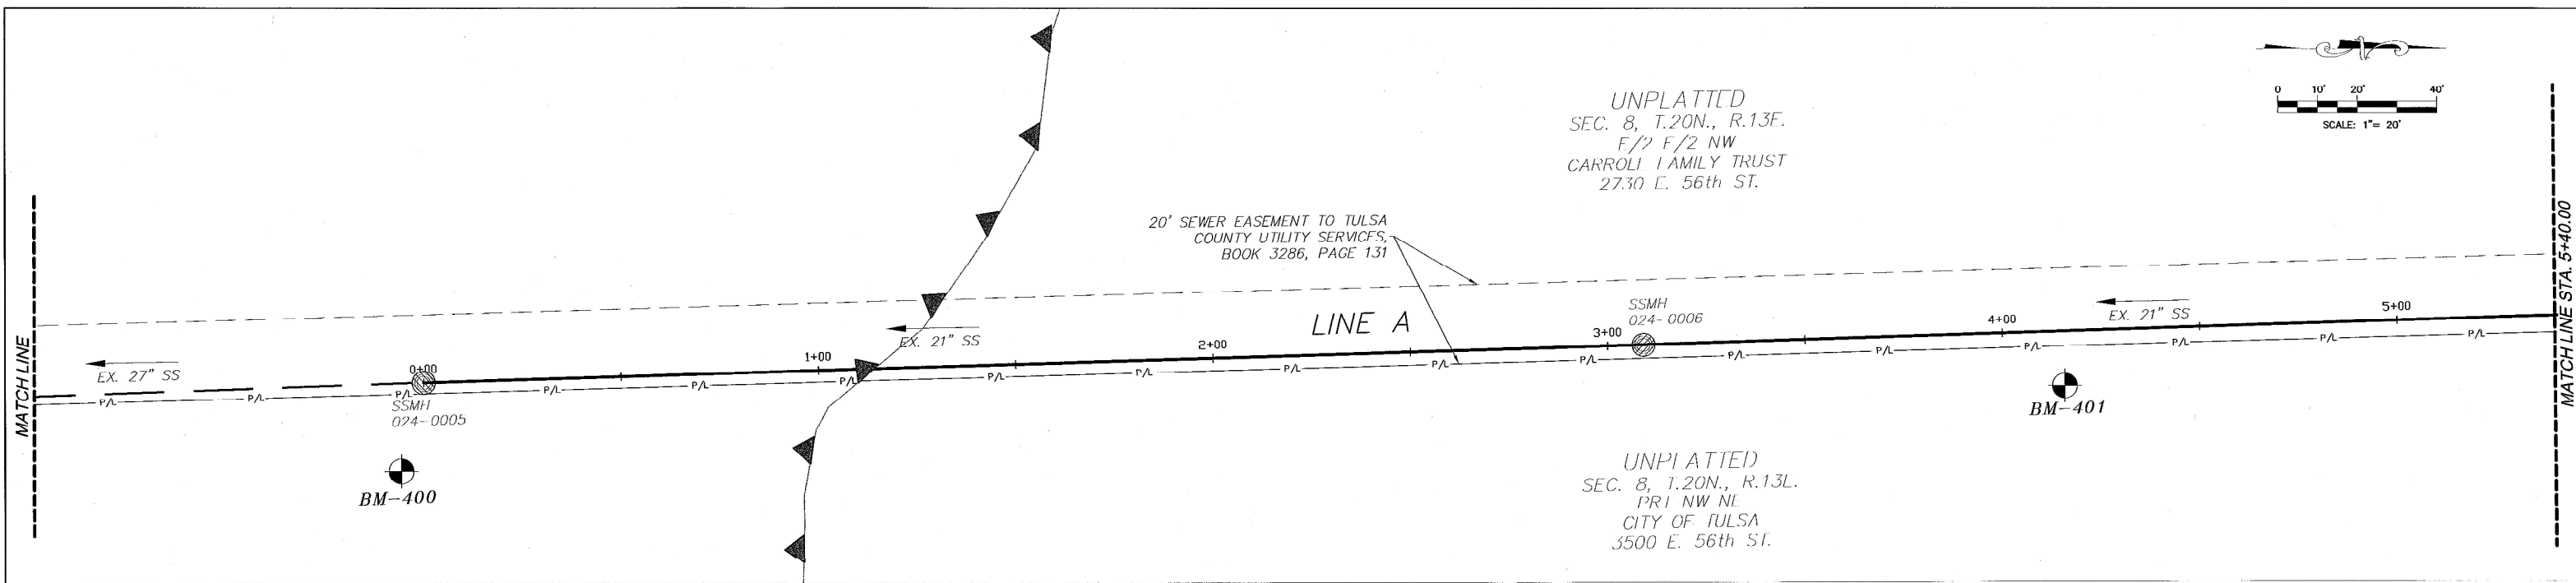 UNPLATTED
SEC. 8, T.20N., R.13E.
E/2 E/2 NW
CARROLL FAMILY TRUST
2730 E. 56th ST.
0 10' 20' 40'
SCALE: 1"= 20'
20' SEWER EASEMENT TO TULSA
COUNTY UTILITY SERVICES,
BOOK 3286, PAGE 131
MATCH LINE
EX. 27" SS
0+00
SSMH
024-0005
BM-400
1+00
EX. 21" SS
2+00
LINE A
3+00
SSMH
024-0006
4+00
EX. 21" SS
5+00
MATCH LINE STA. 5+40.00
P/L P/L P/L P/L P/L P/L P/L P/L P/L P/L P/L P/L P/L P/L P/L P/L P/L
BM-401
UNPLATTED
SEC. 8, T.20N., R.13E.
PRT NW NE
CITY OF TULSA
3500 E. 56th ST.